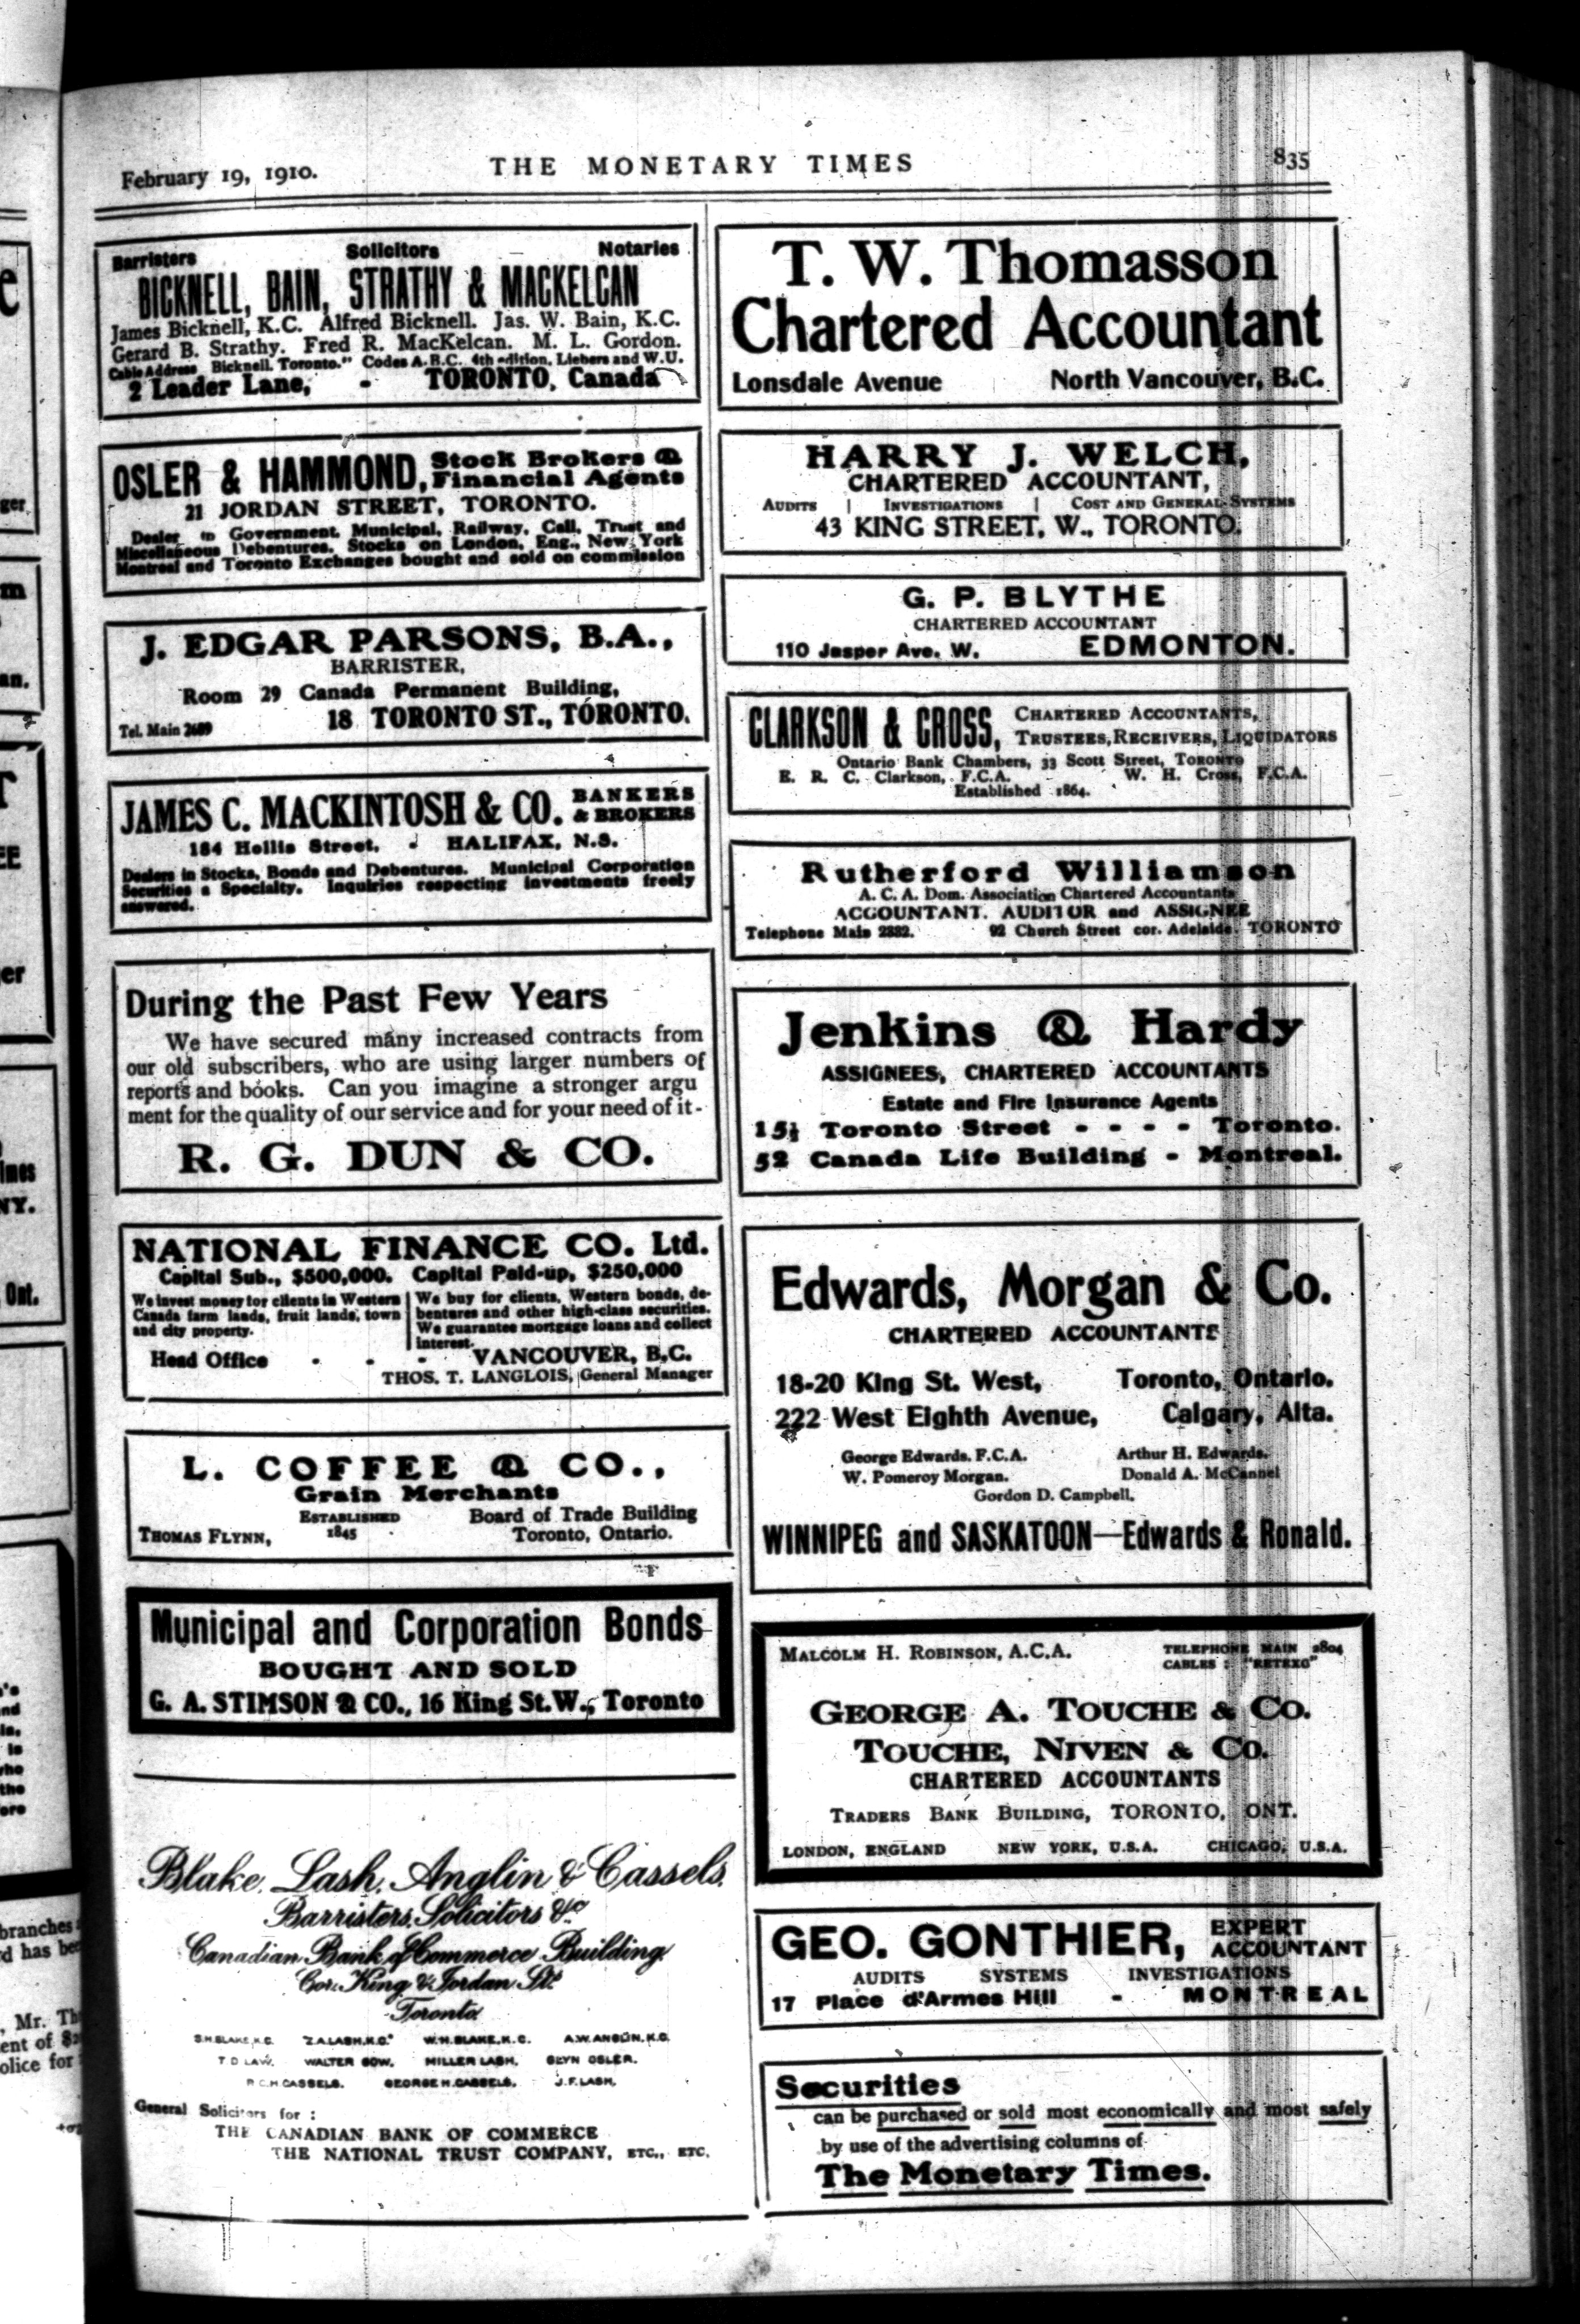 February 19, 1910.
THE MONETARY TIMES
835
Barristers Solicitors Notaries
BICKNELL, BAIN, STRATHY & MACKELCAN
James Bicknell, K.C. Alfred Bicknell. Jas. W. Bain, K.C.
Gerard B. Strathy. Fred R. MacKelcan. M. L. Gordon.
Cable Address Bicknell, Toronto." Codes A.B.C. 4th edition, Liebers and W.U.
2 Leader Lane, - TORONTO, Canada
OSLER & HAMMOND, Stock Brokers &
Financial Agents
21 JORDAN STREET, TORONTO.
Dealer in Government, Municipal, Railway, Call, Trust and
Miscellaneous Debentures. Stocks on London, Eng., New York
Montreal and Toronto Exchanges bought and sold on commission
J. EDGAR PARSONS, B.A.,
BARRISTER,
Room 29 Canada Permanent Building,
Tel. Main 18 TORONTO ST., TORONTO.
JAMES C. MACKINTOSH & CO. BANKERS
& BROKERS
184 Hollis Street. HALIFAX, N.S.
Dealers in Stocks, Bonds and Debentures. Municipal Corporation
Securities a Specialty. Inquiries respecting investments freely
answered.
During the Past Few Years
We have secured many increased contracts from
our old subscribers, who are using larger numbers of
reports and books. Can you imagine a stronger argu
ment for the quality of our service and for your need of it-
R. G. DUN & CO.
NATIONAL FINANCE CO. Ltd.
Capital Sub., $500,000. Capital Paid-up, $250,000
We invest money for clients in Western
Canada farm lands, fruit lands, town
and city property.
We buy for clients, Western bonds, de-
bentures and other high-class securities.
We guarantee mortgage loans and collect
interest.
Head Office - - - VANCOUVER, B.C.
THOS. T. LANGLOIS, General Manager
L. COFFEE & CO.,
Grain Merchants
ESTABLISHED Board of Trade Building
THOMAS FLYNN, 1845 Toronto, Ontario.
Municipal and Corporation Bonds
BOUGHT AND SOLD
G. A. STIMSON & CO., 16 King St. W., Toronto
Blake, Lash, Anglin & Cassels,
Barristers, Solicitors &c
Canadian Bank of Commerce Building
Cor. King & Jordan Sts.
Toronto.
S.H. BLAKE, K.C. Z.A. LASH, K.C. W.H. BLAKE, K.C. A.W. ANGLIN, K.C.
T D LAW. WALTER GOW. MILLER LASH. GLYN OSLER.
R.C.H CASSELS. GEORGE H. CASSELS. J.F. LASH.
General Solicitors for :
THE CANADIAN BANK OF COMMERCE
THE NATIONAL TRUST COMPANY, ETC., ETC.
T. W. Thomasson
Chartered Accountant
Lonsdale Avenue North Vancouver, B.C.
HARRY J. WELCH,
CHARTERED ACCOUNTANT,
AUDITS | INVESTIGATIONS | COST AND GENERAL SYSTEMS
43 KING STREET, W., TORONTO.
G. P. BLYTHE
CHARTERED ACCOUNTANT
110 Jasper Ave. W. EDMONTON.
CLARKSON & CROSS, CHARTERED ACCOUNTANTS,
TRUSTEES, RECEIVERS, LIQUIDATORS
Ontario Bank Chambers, 33 Scott Street, TORONTO
E. R. C. Clarkson, F.C.A. W. H. Cross, F.C.A.
Established 1864.
Rutherford Williamson
A. C. A. Dom. Association Chartered Accountants
ACCOUNTANT. AUDITOR and ASSIGNEE
Telephone Main 2882. 92 Church Street cor. Adelaide. TORONTO
Jenkins & Hardy
ASSIGNEES, CHARTERED ACCOUNTANTS
Estate and Fire Insurance Agents
15½ Toronto Street - - - - Toronto.
52 Canada Life Building - Montreal.
Edwards, Morgan & Co.
CHARTERED ACCOUNTANTS
18-20 King St. West, Toronto, Ontario.
222 West Eighth Avenue, Calgary, Alta.
George Edwards. F.C.A. Arthur H. Edwards.
W. Pomeroy Morgan. Donald A. McCannel
Gordon D. Campbell.
WINNIPEG and SASKATOON—Edwards & Ronald.
MALCOLM H. ROBINSON, A.C.A. TELEPHONE MAIN 2804
CABLES : "RETEXO"
GEORGE A. TOUCHE & CO.
TOUCHE, NIVEN & CO.
CHARTERED ACCOUNTANTS
TRADERS BANK BUILDING, TORONTO, ONT.
LONDON, ENGLAND NEW YORK, U.S.A. CHICAGO, U.S.A.
GEO. GONTHIER, EXPERT
ACCOUNTANT
AUDITS SYSTEMS INVESTIGATIONS
17 Place d'Armes Hill - MONTREAL
Securities
can be purchased or sold most economically and most safely
by use of the advertising columns of
The Monetary Times.